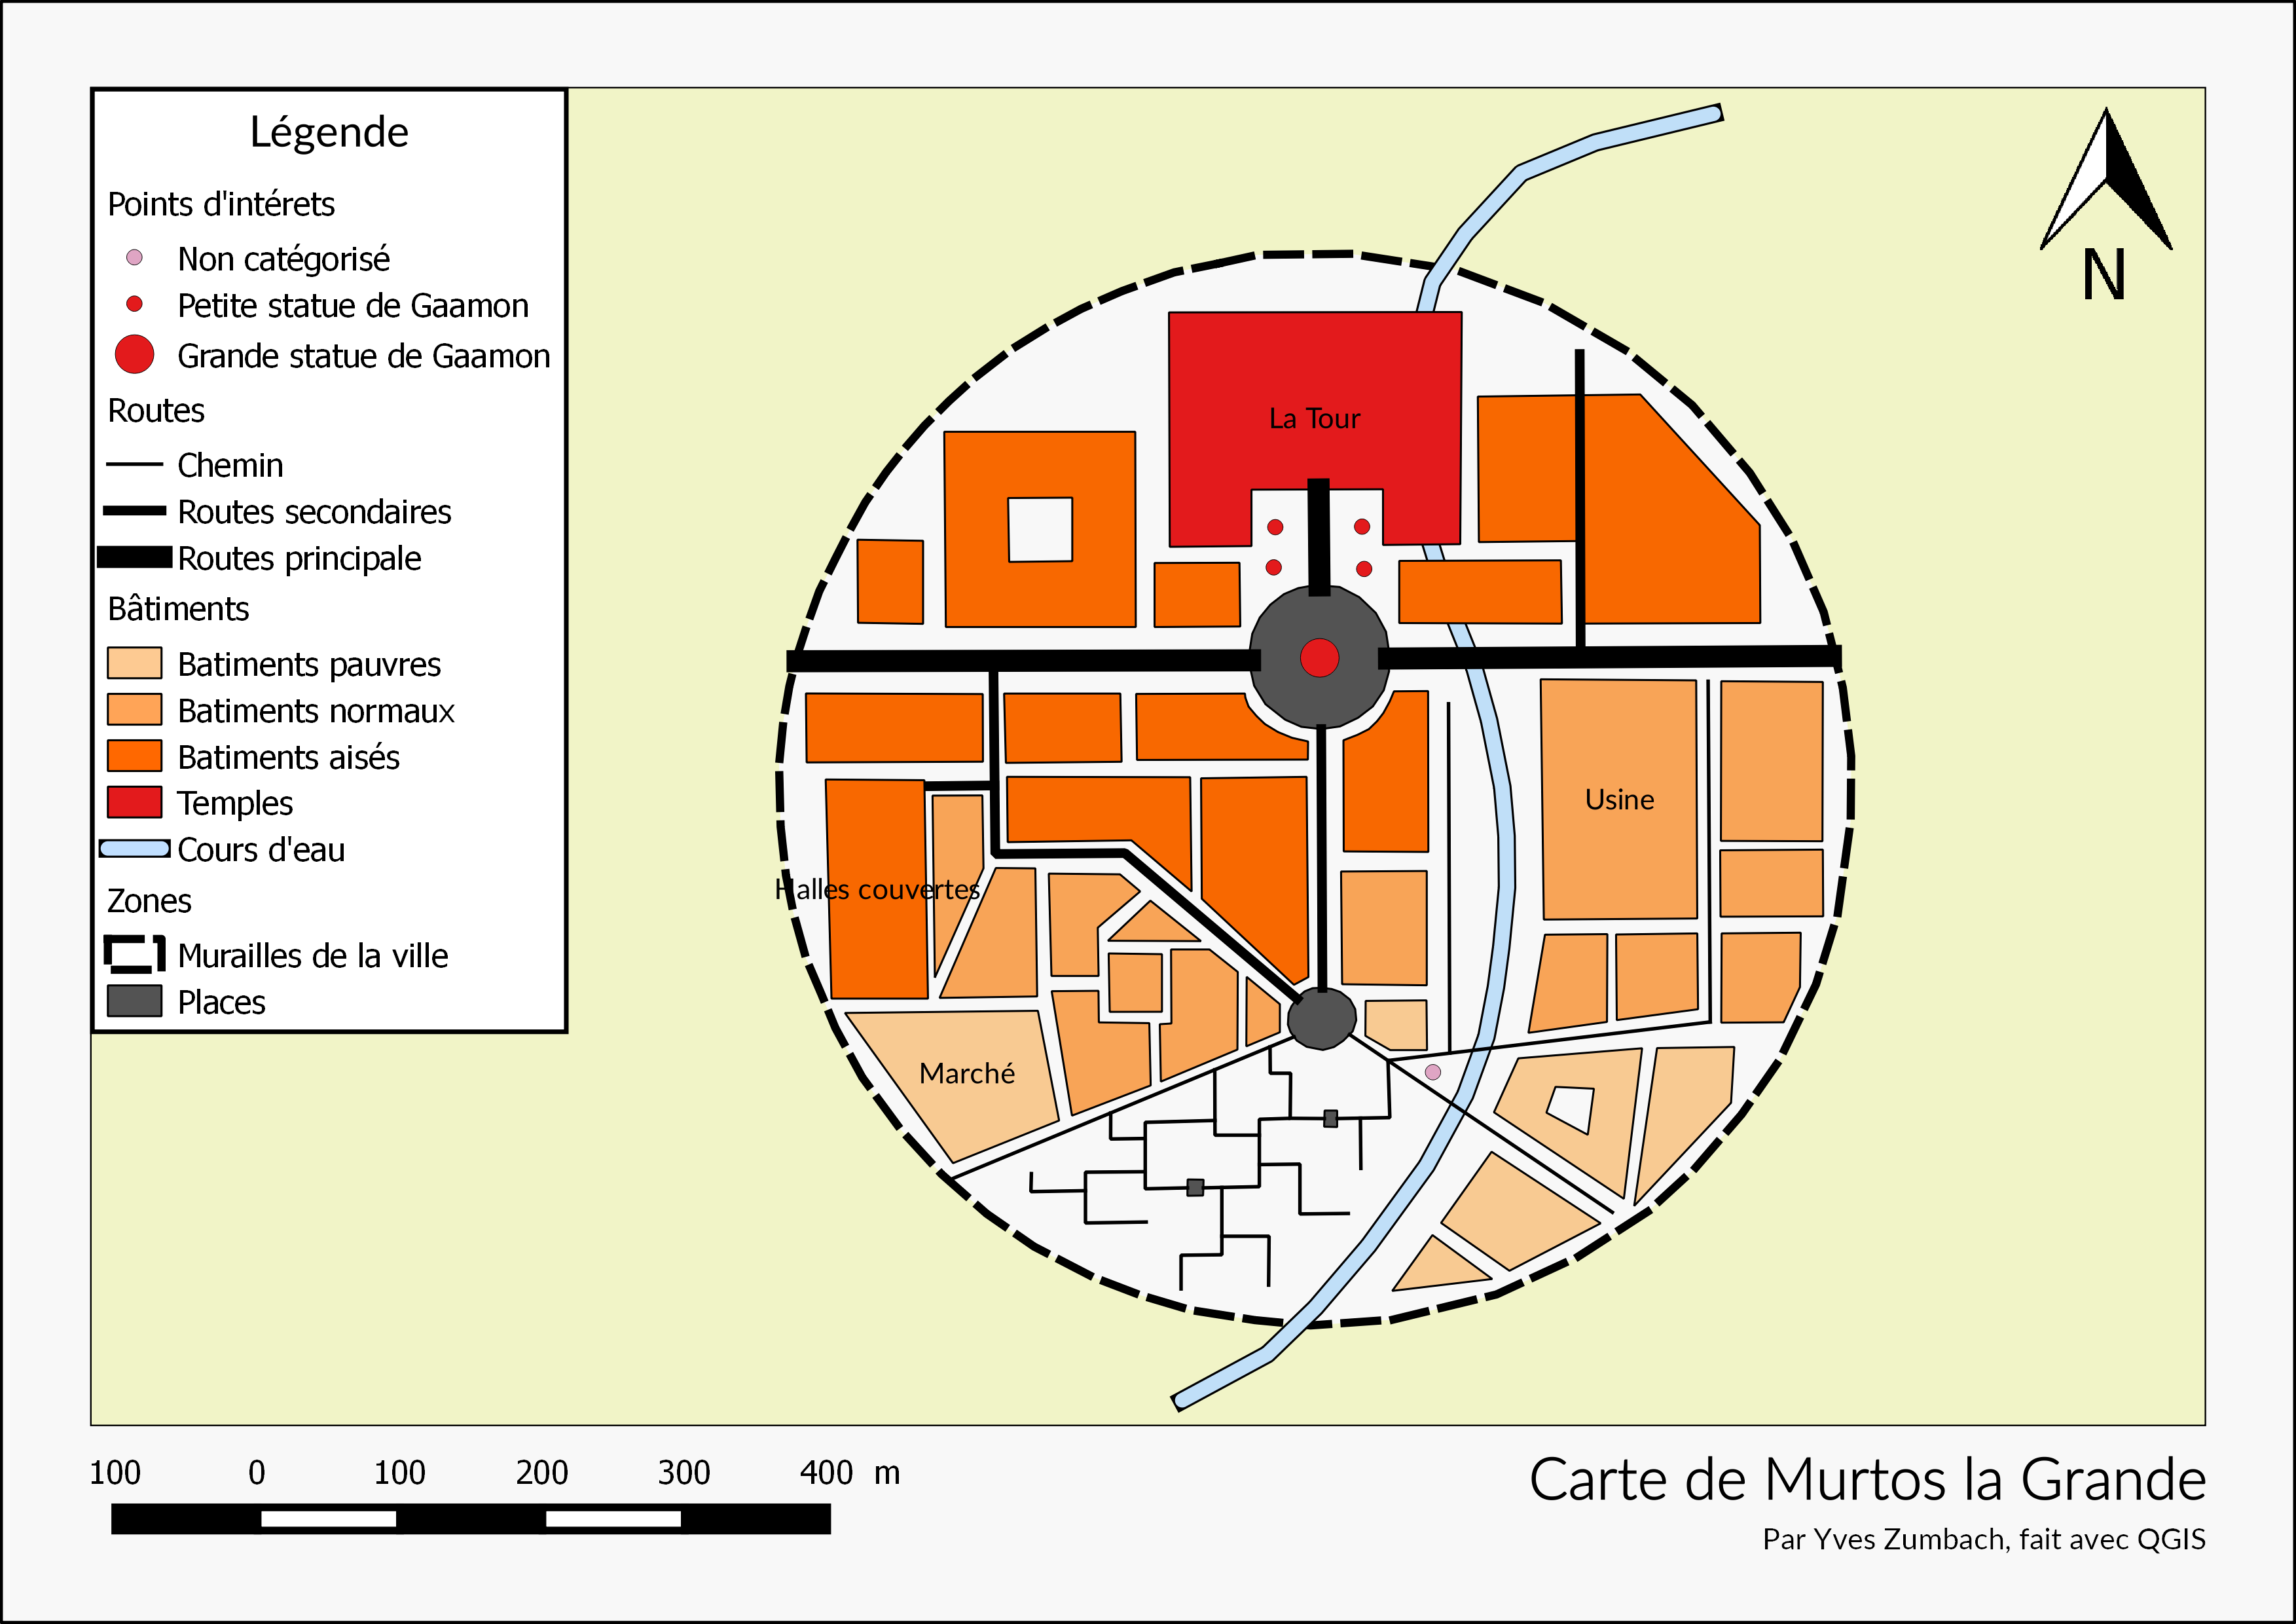 Légende
Points d'intérets
Non catégorisé
Petite statue de Gaamon
Grande statue de Gaamon
Routes
Chemin
Routes secondaires
Routes principale
Bâtiments
Batiments pauvres
Batiments normaux
Batiments aisés
Temples
Cours d'eau
Zones
Murailles de la ville
Places
N
La Tour
Usine
Halles couvertes
Marché
100 0 100 200 300 400 m
Carte de Murtos la Grande
Par Yves Zumbach, fait avec QGIS